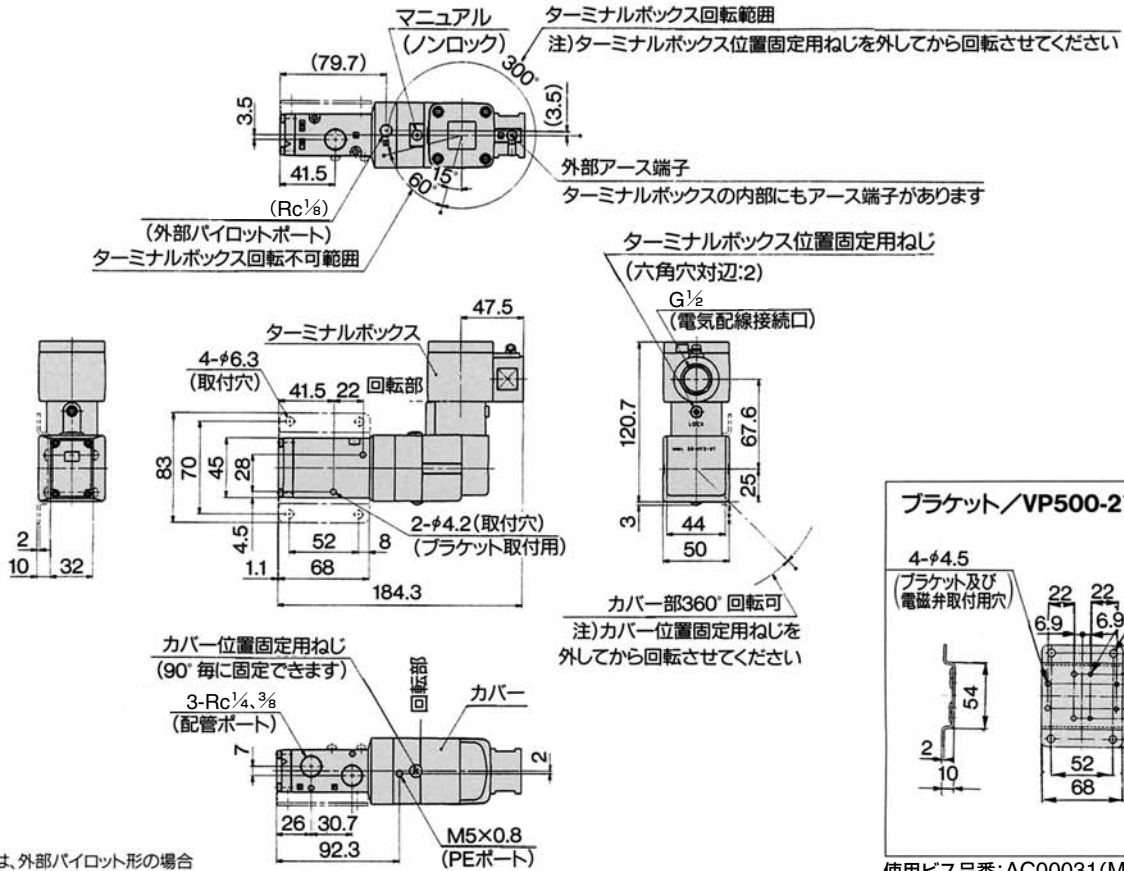 マニュアル
(ノンロック)
ターミナルボックス回転範囲
注)ターミナルボックス位置固定用ねじを外してから回転させてください
(79.7)
300°
3.5
(3.5)
41.5
15°
60°
外部アース端子
ターミナルボックスの内部にもアース端子があります
(Rc⅛)
(外部パイロットポート)
ターミナルボックス回転不可範囲
ターミナルボックス位置固定用ねじ
(六角穴対辺:2)
G½
(電気配線接続口)
47.5
ターミナルボックス
4-φ6.3
(取付穴)
41.5
22
回転部
83
70
45
28
4.5
2-φ4.2(取付穴)
(ブラケット取付用)
52
8
1.1
68
184.3
2
10
32
120.7
67.6
25
LOCK
3
44
50
カバー部360°回転可
注)カバー位置固定用ねじを
外してから回転させてください
カバー位置固定用ねじ
(90°毎に固定できます)
回転部
カバー
3-Rc¼、⅜
(配管ポート)
7
2
26
30.7
92.3
M5×0.8
(PEポート)
は、外部パイロット形の場合
ブラケット/VP500-2
4-φ4.5
(ブラケット及び
電磁弁取付用穴)
22
22
6.9
6.9
54
2
10
52
68
使用ビス品番:AC00031(M